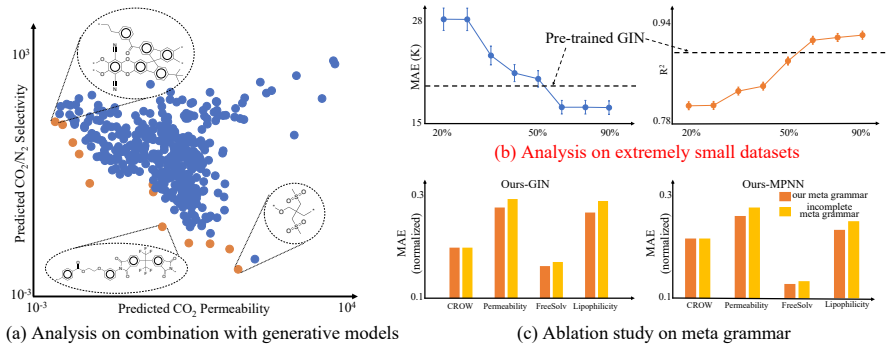 10³
Predicted CO₂/N₂ Selectivity
10⁻³
10⁻³
Predicted CO₂ Permeability
10⁴
(a) Analysis on combination with generative models
28
MAE (K)
15
20%
50%
90%
Pre-trained GIN
0.94
R²
0.78
20%
50%
90%
(b) Analysis on extremely small datasets
Ours-GIN
0.3
MAE
(normalized)
0.1
CROW
Permeability
FreeSolv
Lipophilicity
Ours-MPNN
0.3
MAE
(normalized)
0.1
CROW
Permeability
FreeSolv
Lipophilicity
our meta grammar
incomplete
meta grammar
(c) Ablation study on meta grammar